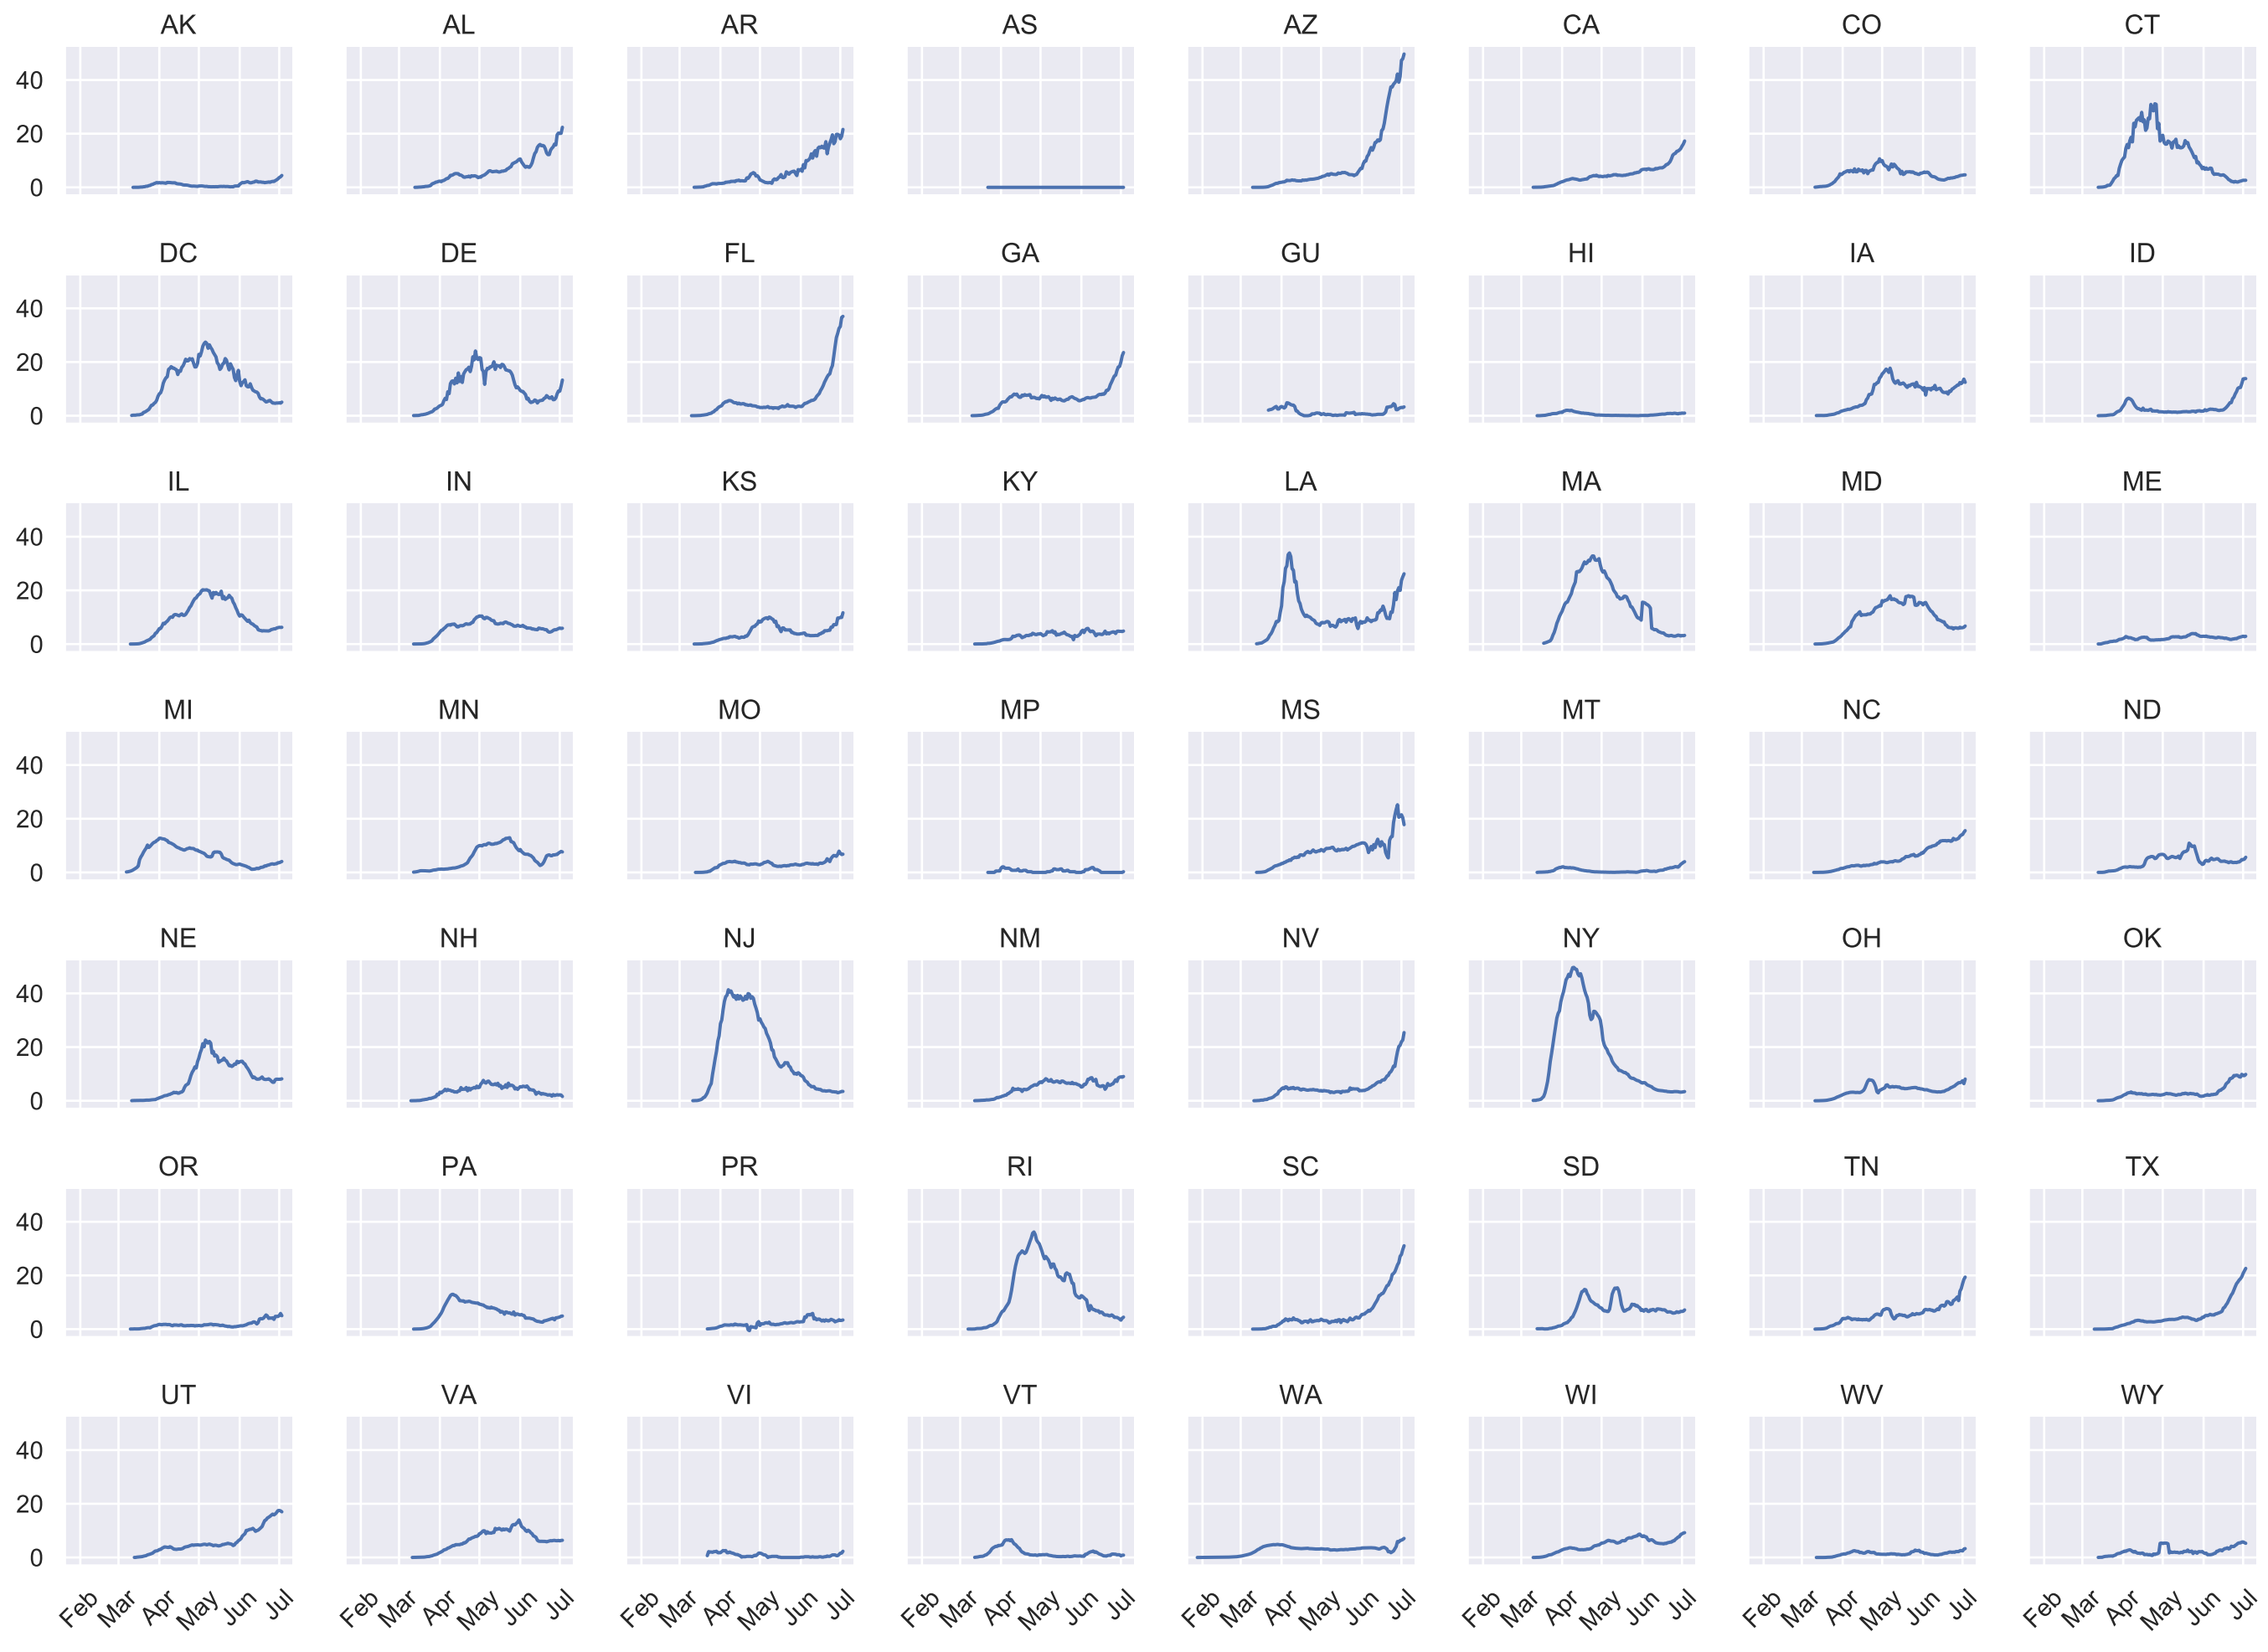 AK AL AR AS AZ CA CO CT
40
20
0
DC DE FL GA GU HI IA ID
40
20
0
IL IN KS KY LA MA MD ME
40
20
0
MI MN MO MP MS MT NC ND
40
20
0
NE NH NJ NM NV NY OH OK
40
20
0
OR PA PR RI SC SD TN TX
40
20
0
UT VA VI VT WA WI WV WY
40
20
0
Feb Mar Apr May Jun Jul Feb Mar Apr May Jun Jul Feb Mar Apr May Jun Jul Feb Mar Apr May Jun Jul Feb Mar Apr May Jun Jul Feb Mar Apr May Jun Jul Feb Mar Apr May Jun Jul Feb Mar Apr May Jun Jul